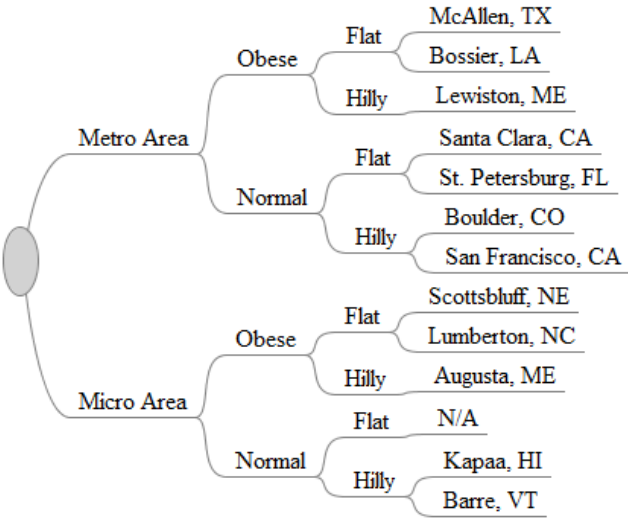 Metro Area
Obese
Flat
McAllen, TX
Bossier, LA
Hilly
Lewiston, ME
Normal
Flat
Santa Clara, CA
St. Petersburg, FL
Hilly
Boulder, CO
San Francisco, CA
Micro Area
Obese
Flat
Scottsbluff, NE
Lumberton, NC
Hilly
Augusta, ME
Normal
Flat
N/A
Hilly
Kapaa, HI
Barre, VT